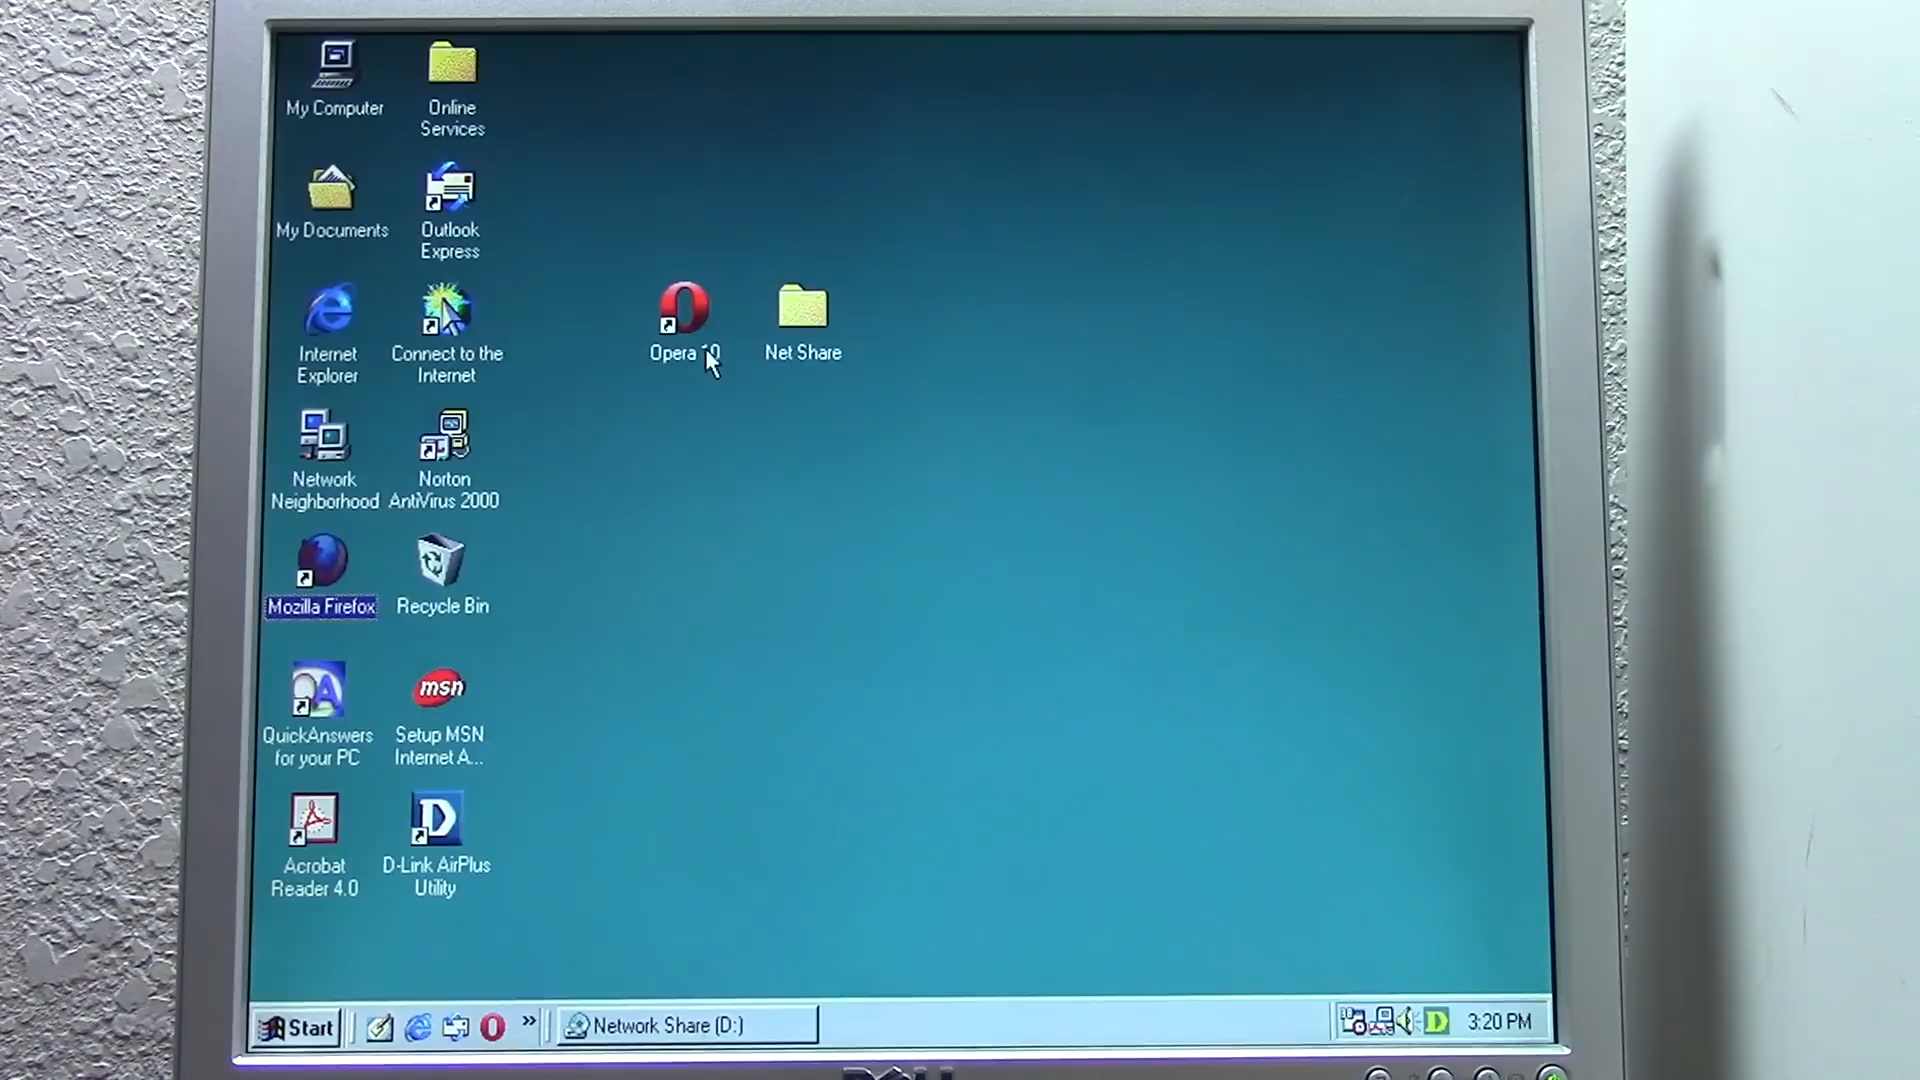 My Computer
Online
Services
My Documents
Outlook
Express
Internet
Explorer
Connect to the
Internet
Opera 10
Net Share
Network
Neighborhood
Norton
AntiVirus 2000
Mozilla Firefox
Recycle Bin
QuickAnswers
for your PC
msn
Setup MSN
Internet A...
Acrobat
Reader 4.0
D
D-Link AirPlus
Utility
Start
»
Network Share (D:)
D
3:20 PM
DELL